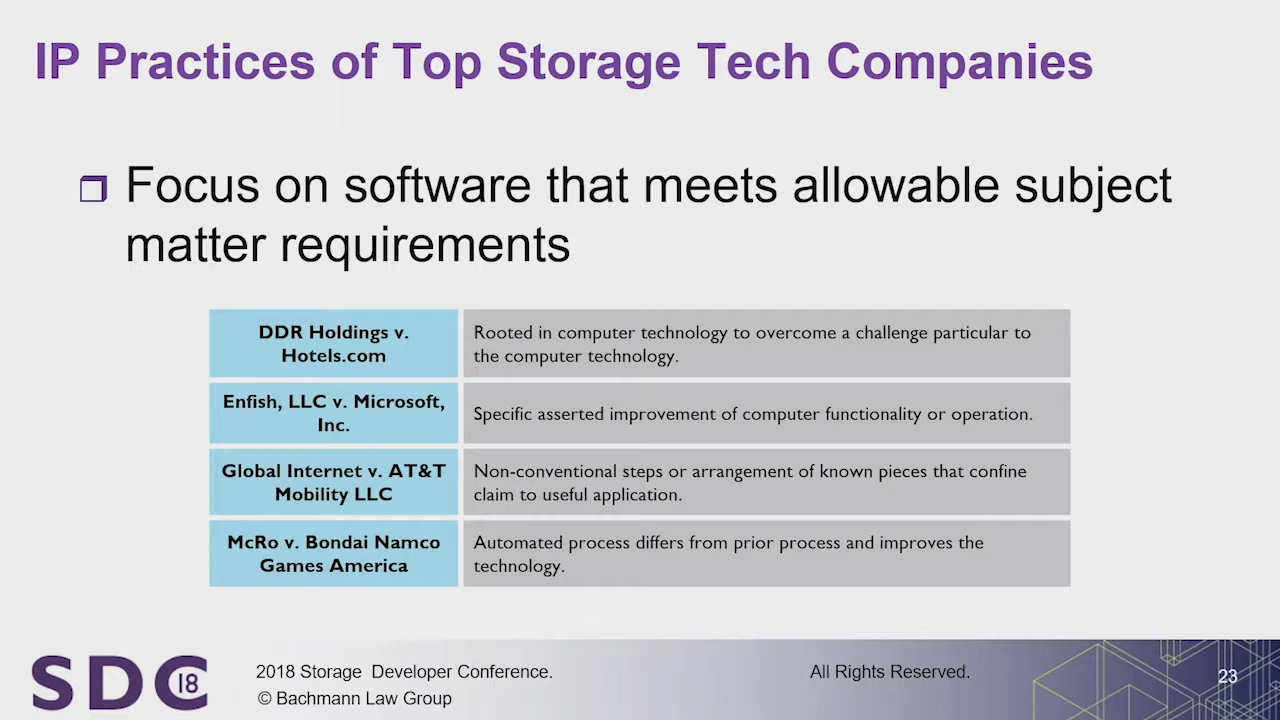 IP Practices of Top Storage Tech Companies
Focus on software that meets allowable subject
matter requirements
DDR Holdings v.
Hotels.com
Rooted in computer technology to overcome a challenge particular to
the computer technology.
Enfish, LLC v. Microsoft,
Inc.
Specific asserted improvement of computer functionality or operation.
Global Internet v. AT&T
Mobility LLC
Non-conventional steps or arrangement of known pieces that confine
claim to useful application.
McRo v. Bondai Namco
Games America
Automated process differs from prior process and improves the
technology.
SDC 18
2018 Storage Developer Conference.
© Bachmann Law Group
All Rights Reserved.
23